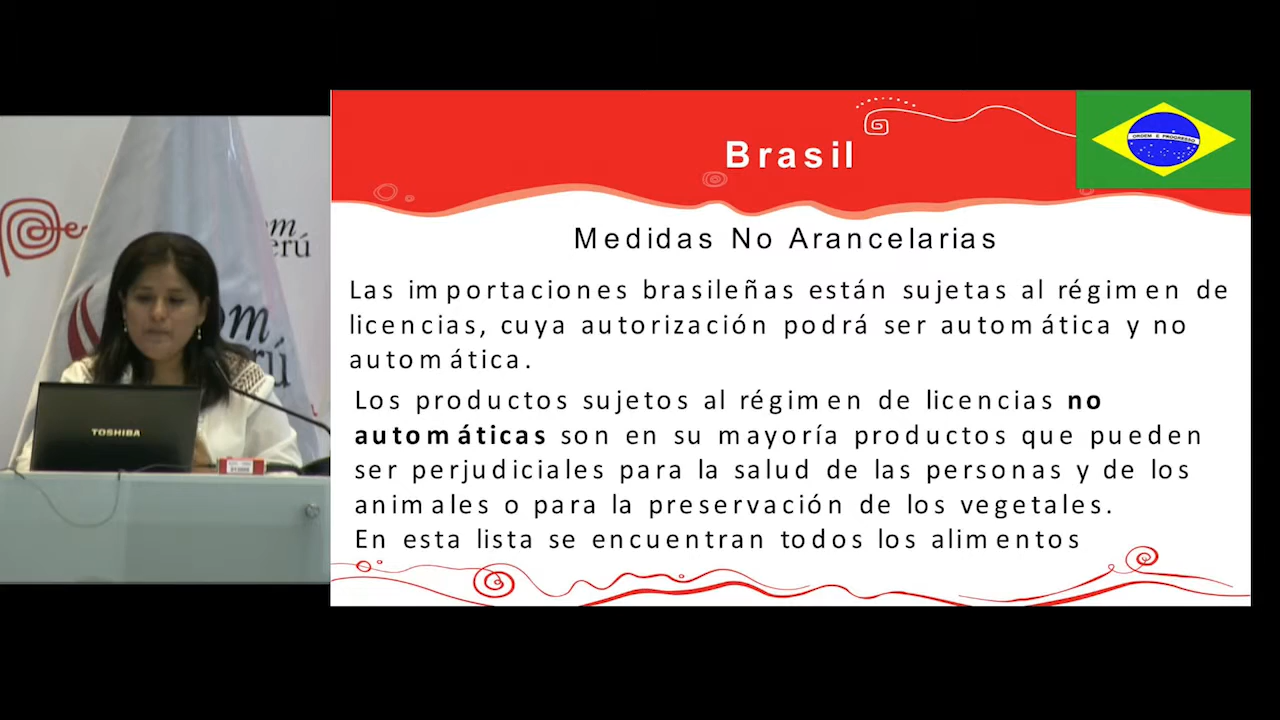 Brasil
ORDEM E PROGRESSO
Medidas No Arancelarias
Las importaciones brasileñas están sujetas al régimen de
licencias, cuya autorización podrá ser automática y no
automática.
Los productos sujetos al régimen de licencias no
automáticas son en su mayoría productos que pueden
ser perjudiciales para la salud de las personas y de los
animales o para la preservación de los vegetales.
En esta lista se encuentran todos los alimentos
TOSHIBA